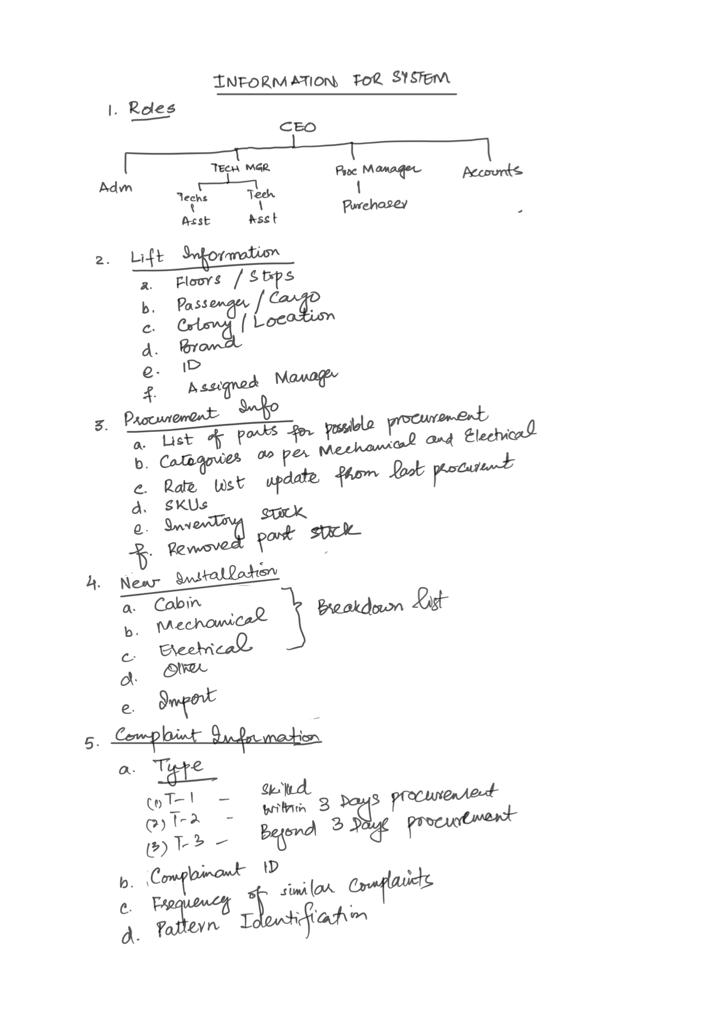 INFORMATION FOR SYSTEM
1. Roles
CEO
Adm
TECH MGR
Proc Manager
Accounts
Techs
Tech
Purchaser
Asst
Asst
2. Lift Information
a. Floors / Stops
b. Passenger / Cargo
c. Colony / Location
d. Brand
e. ID
f. Assigned Manager
3. Procurement Info
a. List of parts for possible procurement
b. Categories as per Mechanical and Electrical
c. Rate list update from last procurent
d. SKUs
e. Inventory stock
f. Removed part stock
4. New Installation
a. Cabin
b. Mechanical
c. Electrical
Breakdown list
d. Other
e. Import
5. Complaint Information
a. Type
(1) T-1 - Skilled
(2) T-2 - Within 3 Days procurement
(3) T-3 - Beyond 3 Days procurement
b. Complainant ID
c. Frequency of similar Complaints
d. Pattern Identification